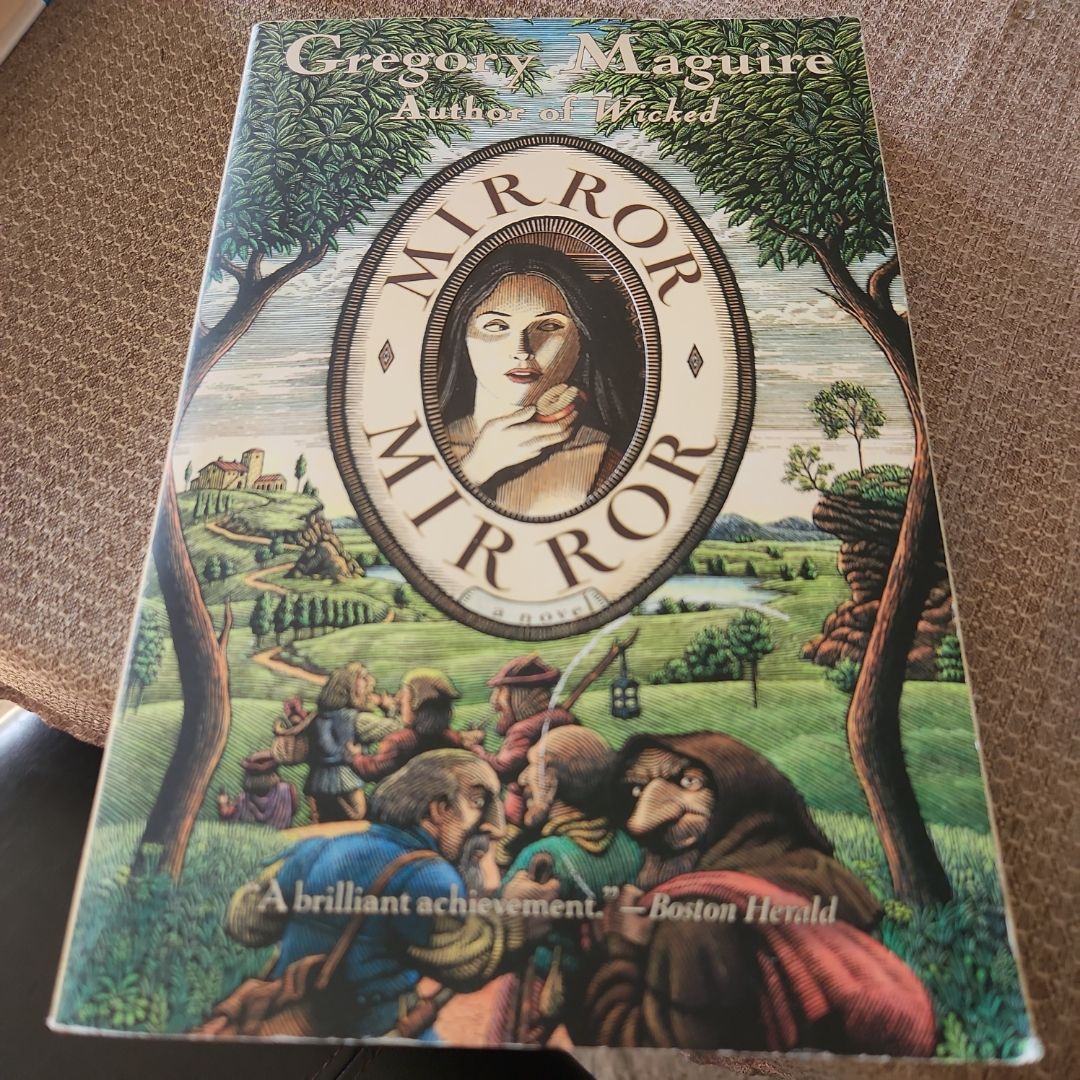 Gregory Maguire
Author of Wicked
MIRROR
MIRROR
a novel
"A brilliant achievement." —Boston Herald